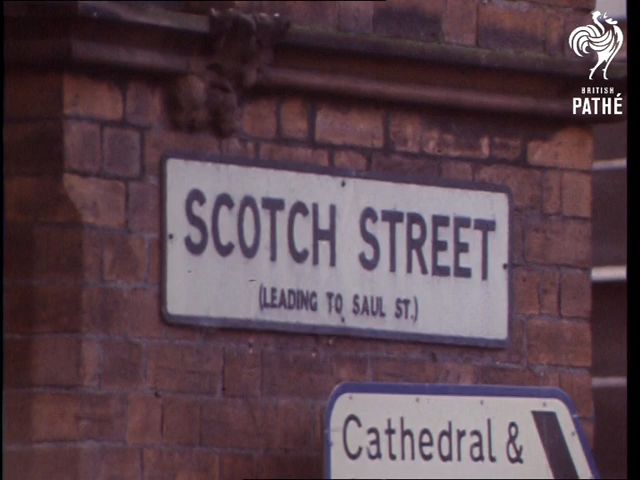 BRITISH
PATHÉ
SCOTCH STREET
(LEADING TO SAUL ST.)
Cathedral &